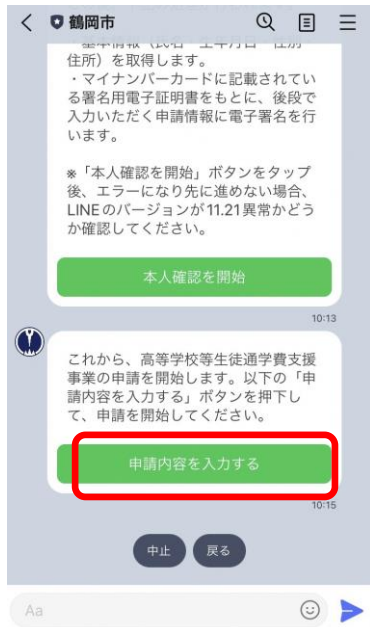 鶴岡市
・基本情報（氏名・生年月日・性別・
住所）を取得します。
・マイナンバーカードに記載されてい
る署名用電子証明書をもとに、後段で
入力いただく申請情報に電子署名を行
います。
※「本人確認を開始」ボタンをタップ
後、エラーになり先に進めない場合、
LINEのバージョンが11.21異常かどう
か確認してください。
本人確認を開始
10:13
これから、高等学校等生徒通学費支援
事業の申請を開始します。以下の「申
請内容を入力する」ボタンを押下し
て、申請を開始してください。
申請内容を入力する
10:15
中止 戻る
Aa